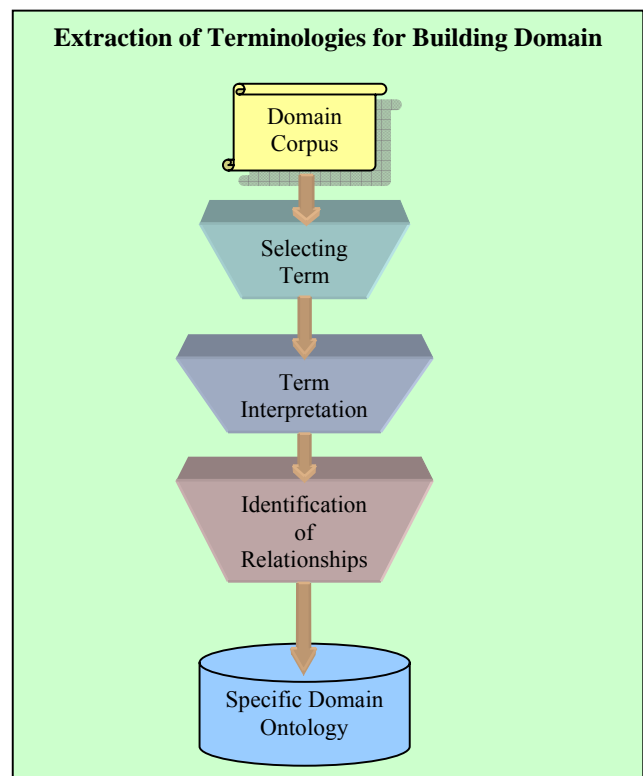 Extraction of Terminologies for Building Domain
Domain
Corpus
Selecting
Term
Term
Interpretation
Identification
of
Relationships
Specific Domain
Ontology